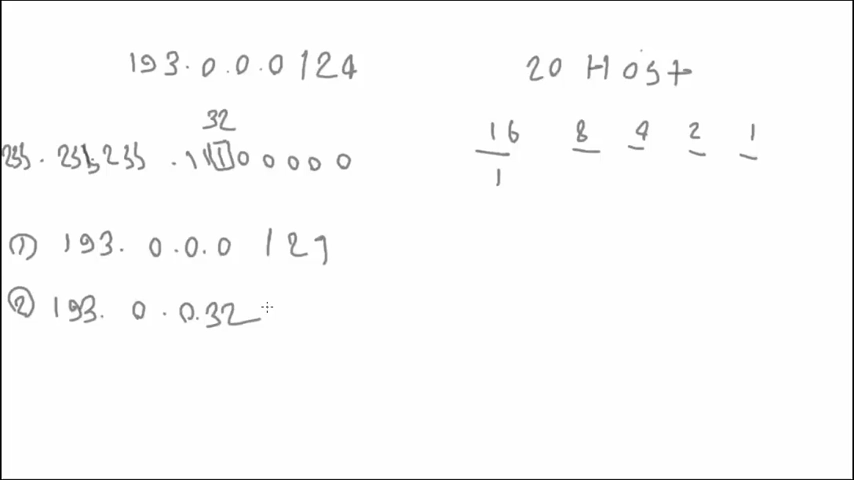 193.0.0.0/24
20 Host
32
16 8 4 2 1
255.255.255.11100000
1
① 193.0.0.0 /27
② 193.0.0.32